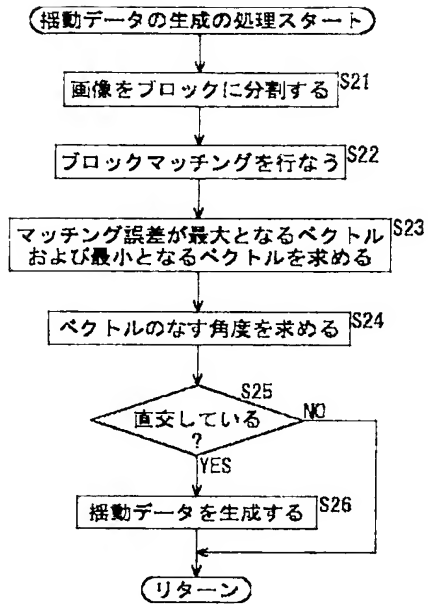 揺動データの生成の処理スタート
画像をブロックに分割する S21
ブロックマッチングを行なう S22
マッチング誤差が最大となるベクトル S23
および最小となるベクトルを求める
ベクトルのなす角度を求める S24
S25
直交している NO
?
YES
揺動データを生成する S26
リターン